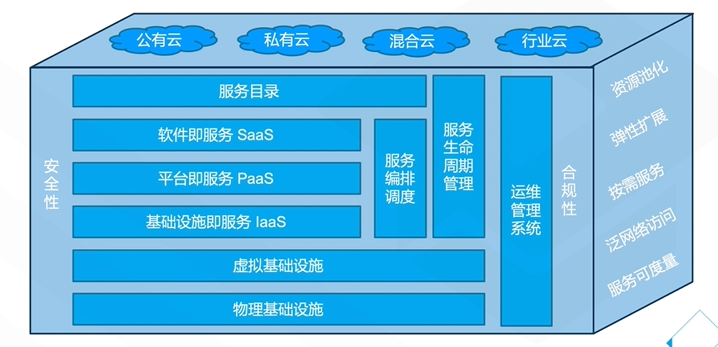 公有云
私有云
混合云
行业云
服务目录
软件即服务 SaaS
平台即服务 PaaS
基础设施即服务 IaaS
虚拟基础设施
物理基础设施
安全性
服务
编排
调度
服务
生命
周期
管理
运维
管理
系统
合规性
资源池化
弹性扩展
按需服务
泛网络访问
服务可度量